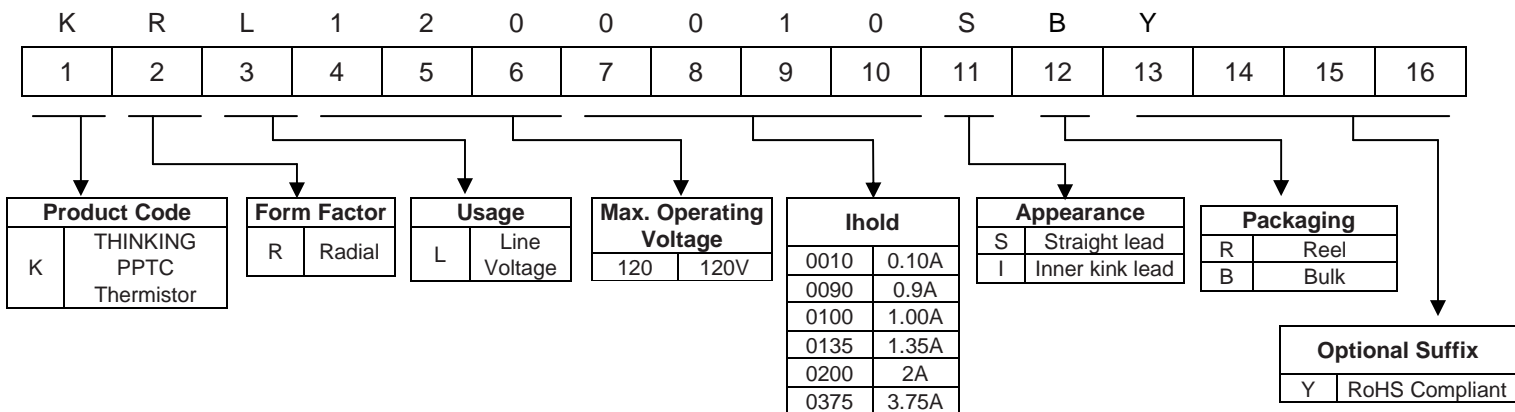 K R L 1 2 0 0 0 1 0 S B Y
1 2 3 4 5 6 7 8 9 10 11 12 13 14 15 16
Product Code
K THINKING PPTC Thermistor
Form Factor
R Radial
Usage
L Line Voltage
Max. Operating Voltage
120 120V
Ihold
0010 0.10A
0090 0.9A
0100 1.00A
0135 1.35A
0200 2A
0375 3.75A
Appearance
S Straight lead
I Inner kink lead
Packaging
R Reel
B Bulk
Optional Suffix
Y RoHS Compliant